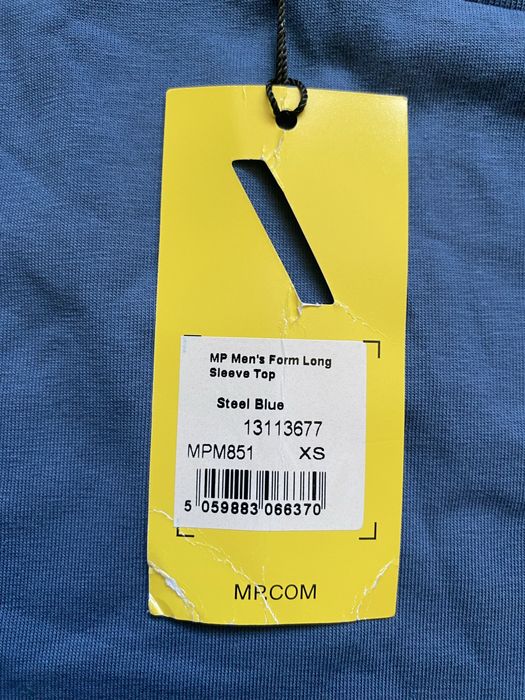 MP Men's Form Long
Sleeve Top
Steel Blue
13113677
MPM851 XS
5 059883 066370
MP.COM